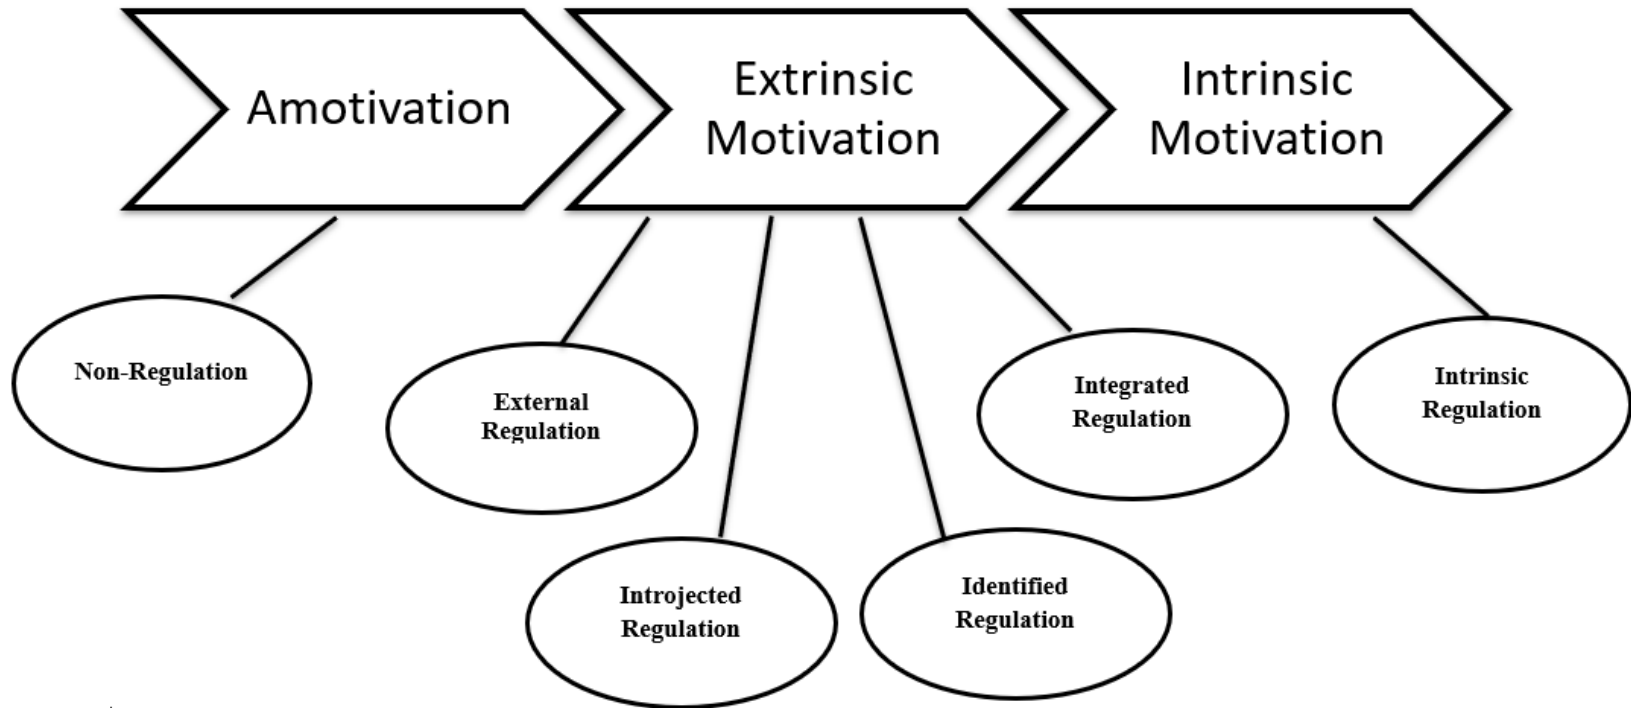 Amotivation
Extrinsic
Motivation
Intrinsic
Motivation
Non-Regulation
External
Regulation
Introjected
Regulation
Identified
Regulation
Integrated
Regulation
Intrinsic
Regulation